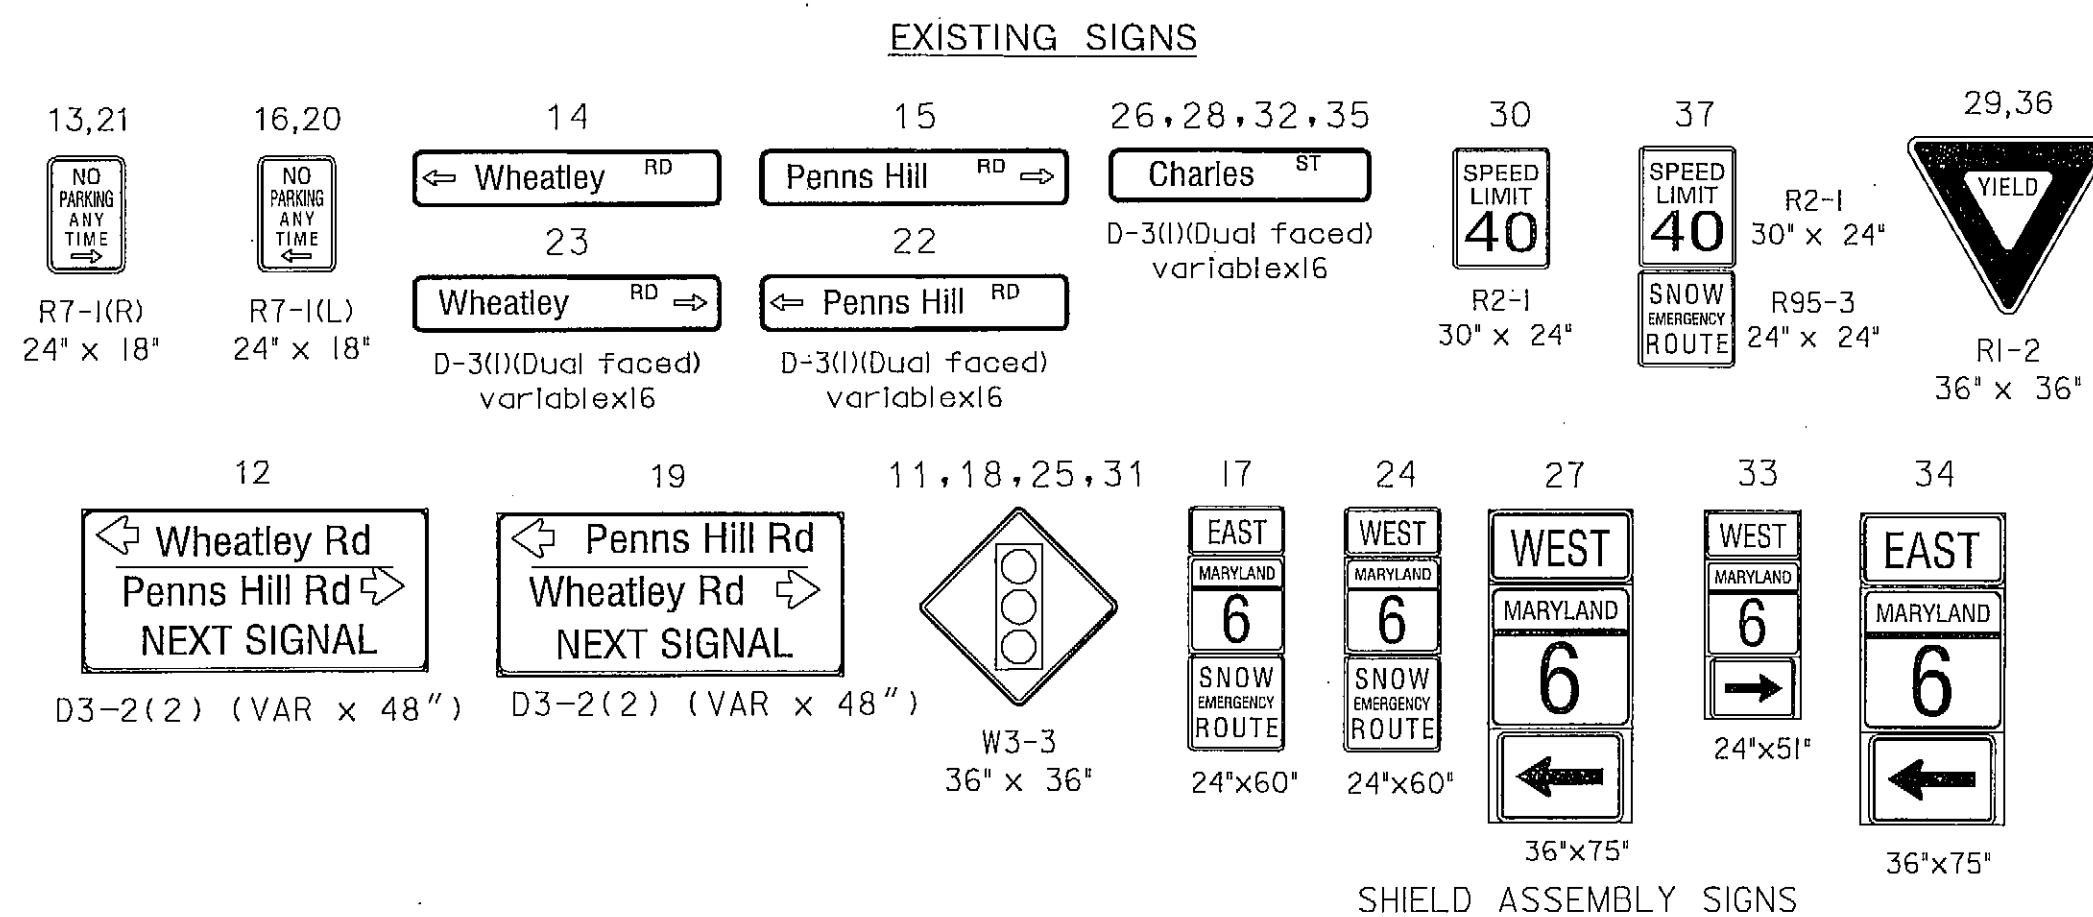 EXISTING SIGNS
13,21
NO
PARKING
ANY
TIME
R7-1(R)
24" x 18"
16,20
NO
PARKING
ANY
TIME
R7-1(L)
24" x 18"
14
Wheatley RD
23
Wheatley RD
D-3(1)(Dual faced)
variablex16
15
Penns Hill RD
22
Penns Hill RD
D-3(1)(Dual faced)
variablex16
26,28,32,35
Charles ST
D-3(1)(Dual faced)
variablex16
30
SPEED
LIMIT
40
R2-1
30" x 24"
37
SPEED
LIMIT
40
R2-1
30" x 24"
SNOW
EMERGENCY
ROUTE
R95-3
24" x 24"
29,36
YIELD
R1-2
36" x 36"
12
Wheatley Rd
Penns Hill Rd
NEXT SIGNAL
D3-2(2) (VAR x 48")
19
Penns Hill Rd
Wheatley Rd
NEXT SIGNAL
D3-2(2) (VAR x 48")
11,18,25,31
W3-3
36" x 36"
17
EAST
MARYLAND
6
SNOW
EMERGENCY
ROUTE
24"x60"
24
WEST
MARYLAND
6
SNOW
EMERGENCY
ROUTE
24"x60"
27
WEST
MARYLAND
6
36"x75"
33
WEST
MARYLAND
6
24"x51"
34
EAST
MARYLAND
6
36"x75"
SHIELD ASSEMBLY SIGNS